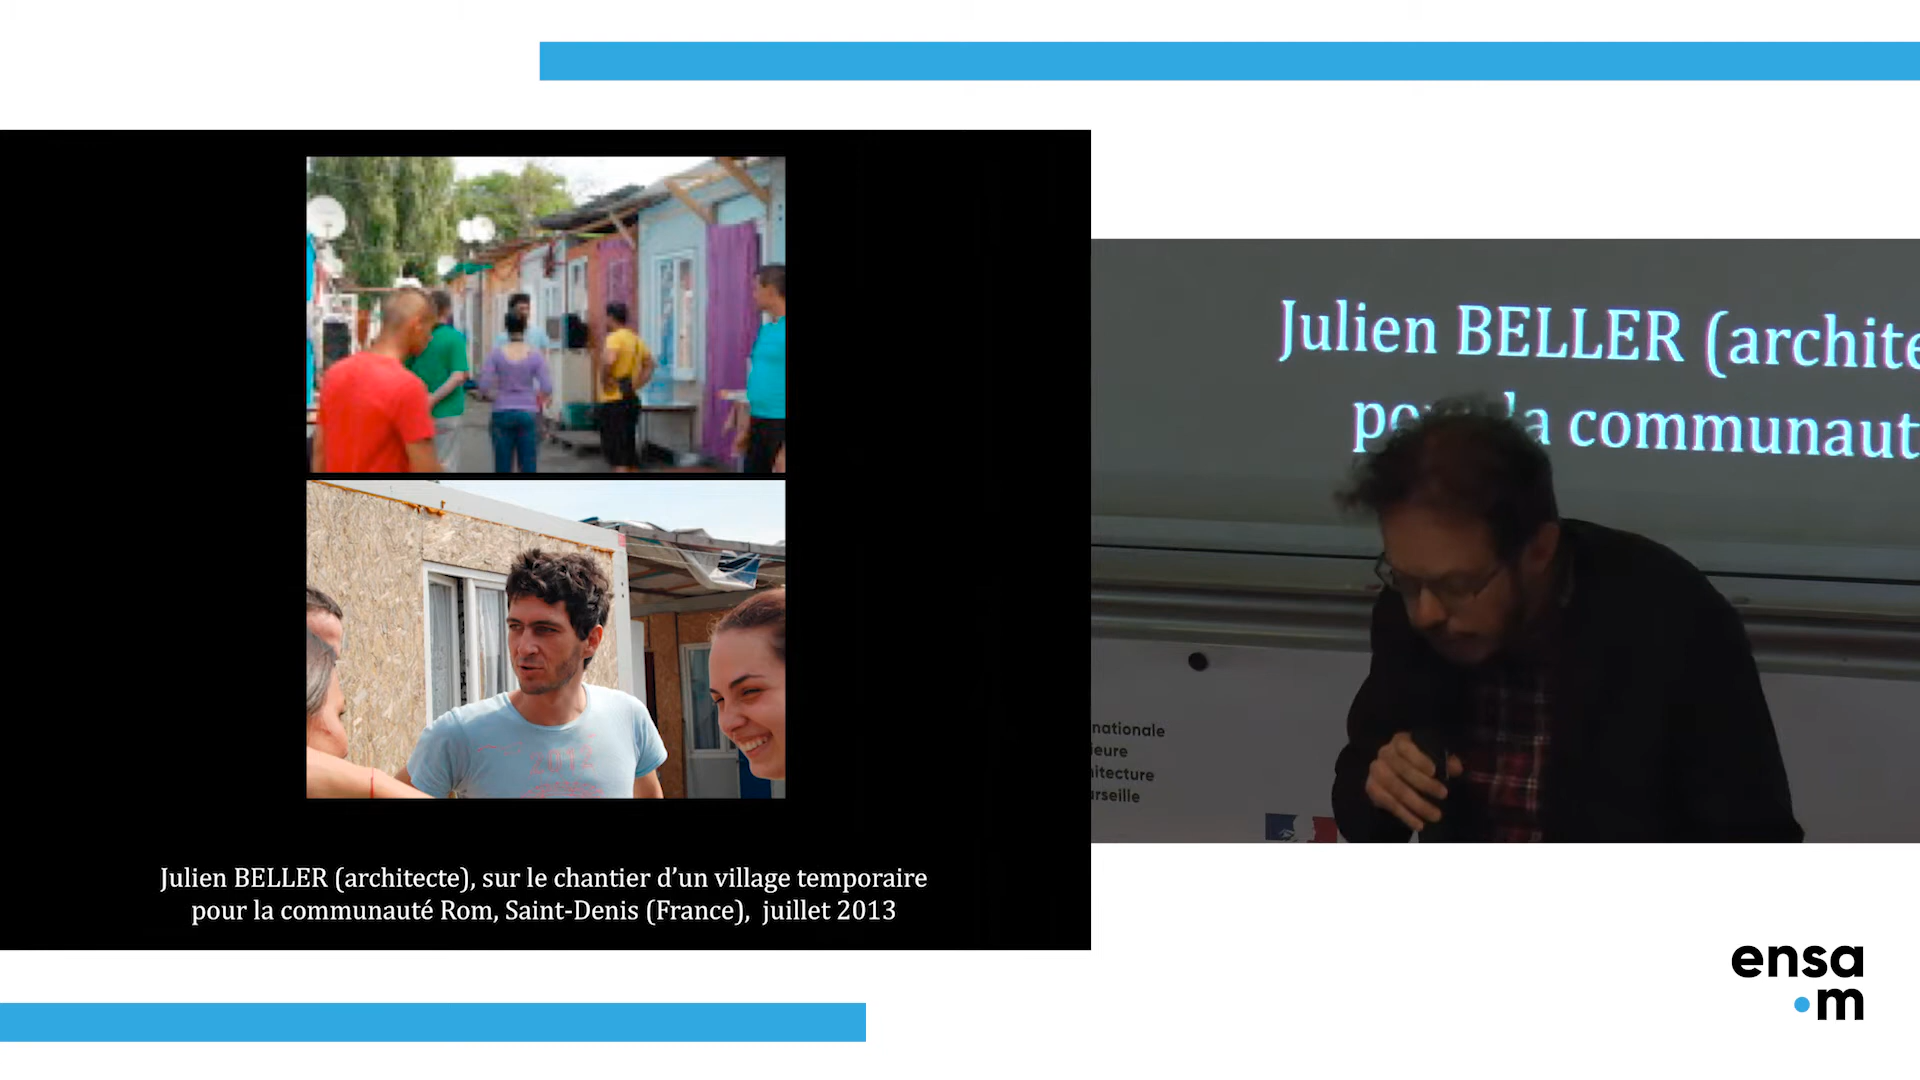 2012
Julien BELLER (architecte), sur le chantier d’un village temporaire
pour la communauté Rom, Saint-Denis (France),  juillet 2013
Julien BELLER (archite
la communaut
nationale
ieure
itecture
rseille
ensa
•m